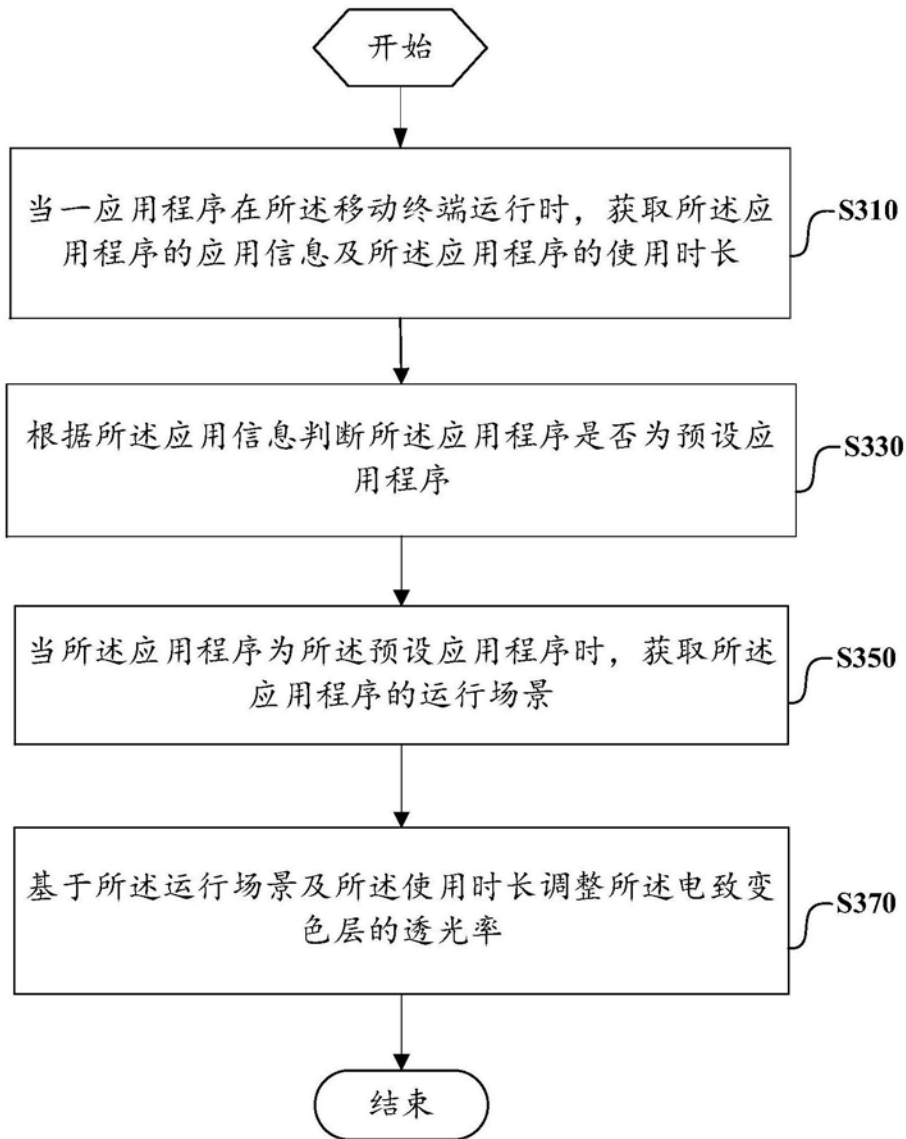 开始
当一应用程序在所述移动终端运行时，获取所述应
用程序的应用信息及所述应用程序的使用时长
S310
根据所述应用信息判断所述应用程序是否为预设应
用程序
S330
当所述应用程序为所述预设应用程序时，获取所述
应用程序的运行场景
S350
基于所述运行场景及所述使用时长调整所述电致变
色层的透光率
S370
结束